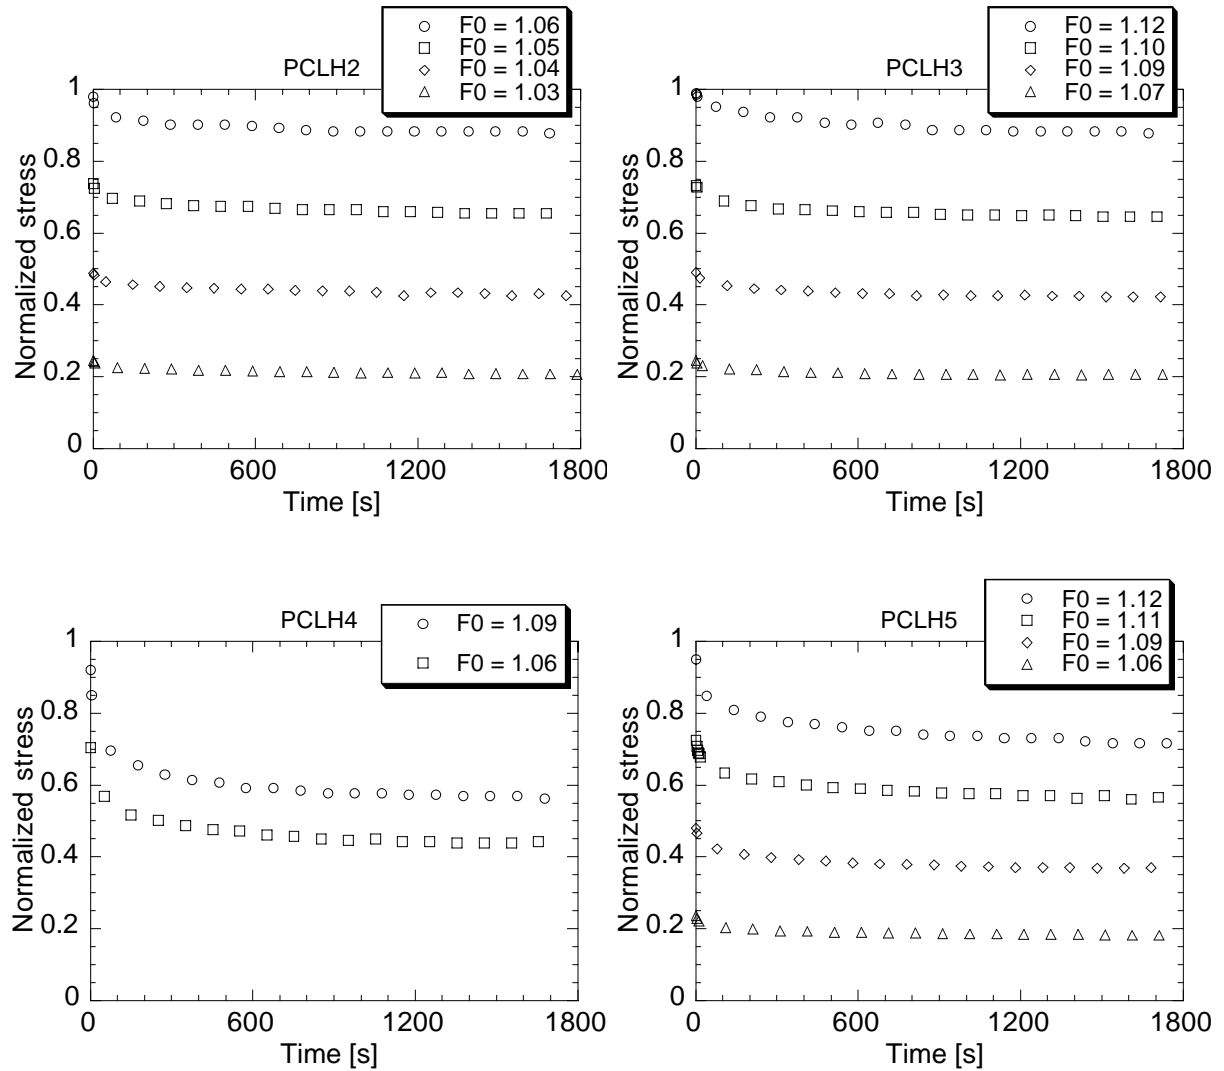 PCLH2
F0 = 1.06
F0 = 1.05
F0 = 1.04
F0 = 1.03
Normalized stress
1
0.8
0.6
0.4
0.2
0
0 600 1200 1800
Time [s]
PCLH3
F0 = 1.12
F0 = 1.10
F0 = 1.09
F0 = 1.07
Normalized stress
1
0.8
0.6
0.4
0.2
0
0 600 1200 1800
Time [s]
PCLH4
F0 = 1.09
F0 = 1.06
Normalized stress
1
0.8
0.6
0.4
0.2
0
0 600 1200 1800
Time [s]
PCLH5
F0 = 1.12
F0 = 1.11
F0 = 1.09
F0 = 1.06
Normalized stress
1
0.8
0.6
0.4
0.2
0
0 600 1200 1800
Time [s]